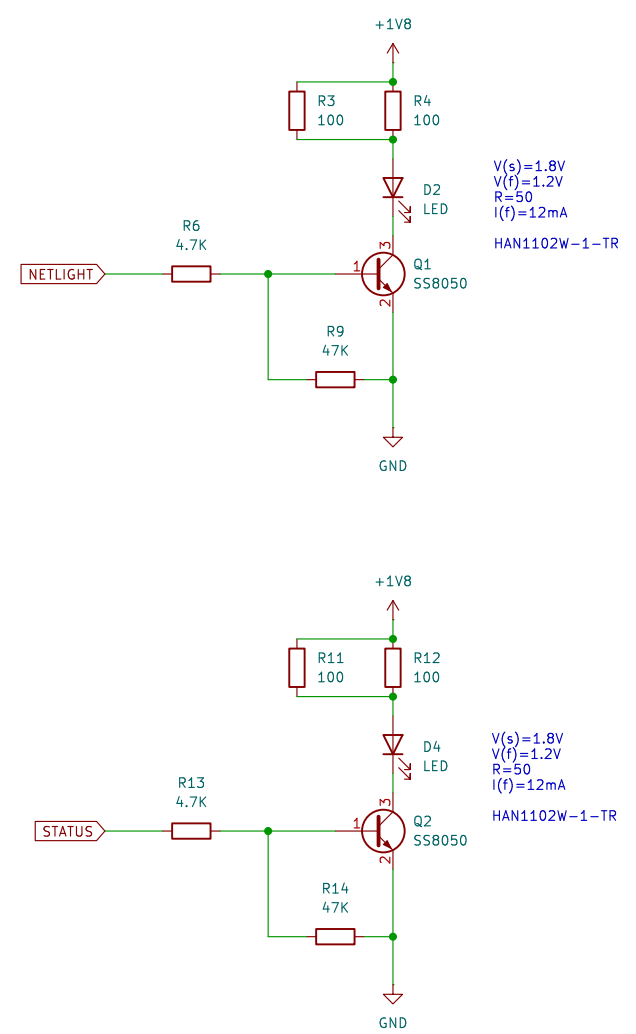 +1V8
R3
100
R4
100
D2
LED
V(s)=1.8V
V(f)=1.2V
R=50
I(f)=12mA
HAN1102W-1-TR
R6
4.7K
NETLIGHT
1
3
2
Q1
SS8050
R9
47K
GND
+1V8
R11
100
R12
100
D4
LED
V(s)=1.8V
V(f)=1.2V
R=50
I(f)=12mA
HAN1102W-1-TR
R13
4.7K
STATUS
1
3
2
Q2
SS8050
R14
47K
GND